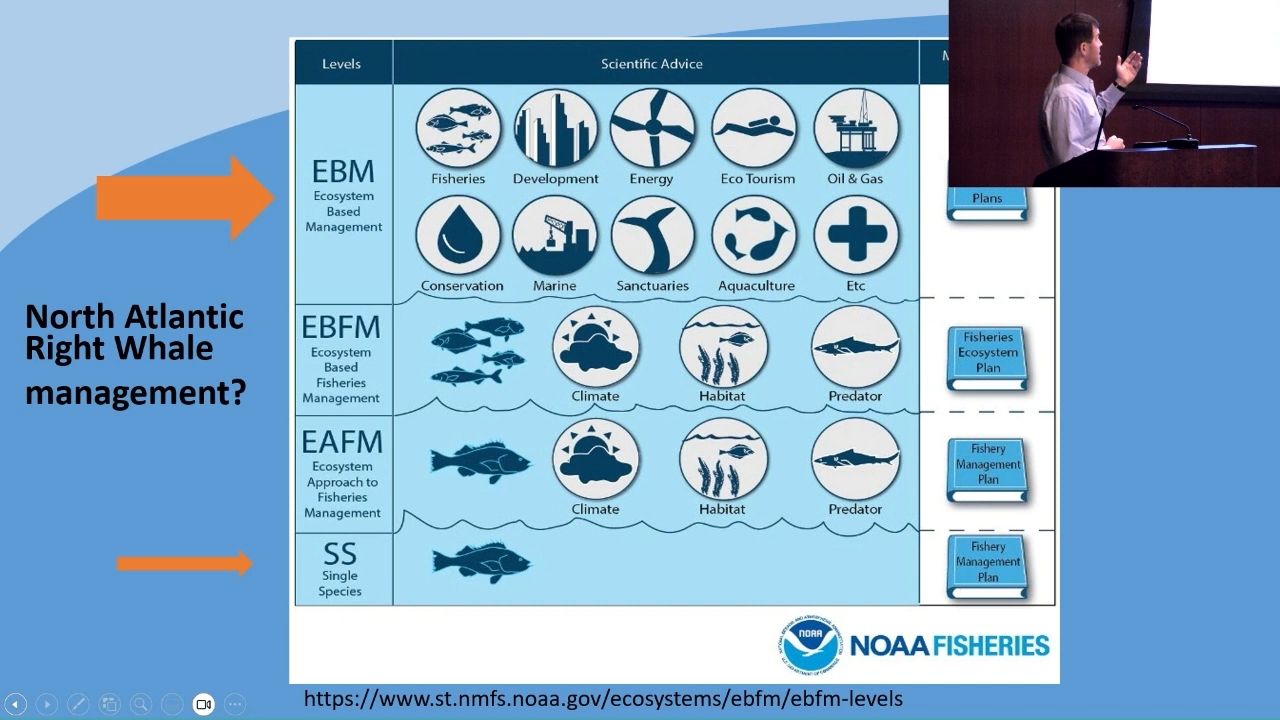 Levels
Scientific Advice
EBM
Ecosystem
Based
Management
Fisheries
Development
Energy
Eco Tourism
Oil & Gas
Conservation
Marine
Sanctuaries
Aquaculture
Etc
Plans
North Atlantic
Right Whale
management?
EBFM
Ecosystem
Based
Fisheries
Management
Climate
Habitat
Predator
Fisheries
Ecosystem
Plan
EAFM
Ecosystem
Approach to
Fisheries
Management
Climate
Habitat
Predator
Fishery
Management
Plan
SS
Single
Species
Fishery
Management
Plan
NOAA
NOAA FISHERIES
https://www.st.nmfs.noaa.gov/ecosystems/ebfm/ebfm-levels